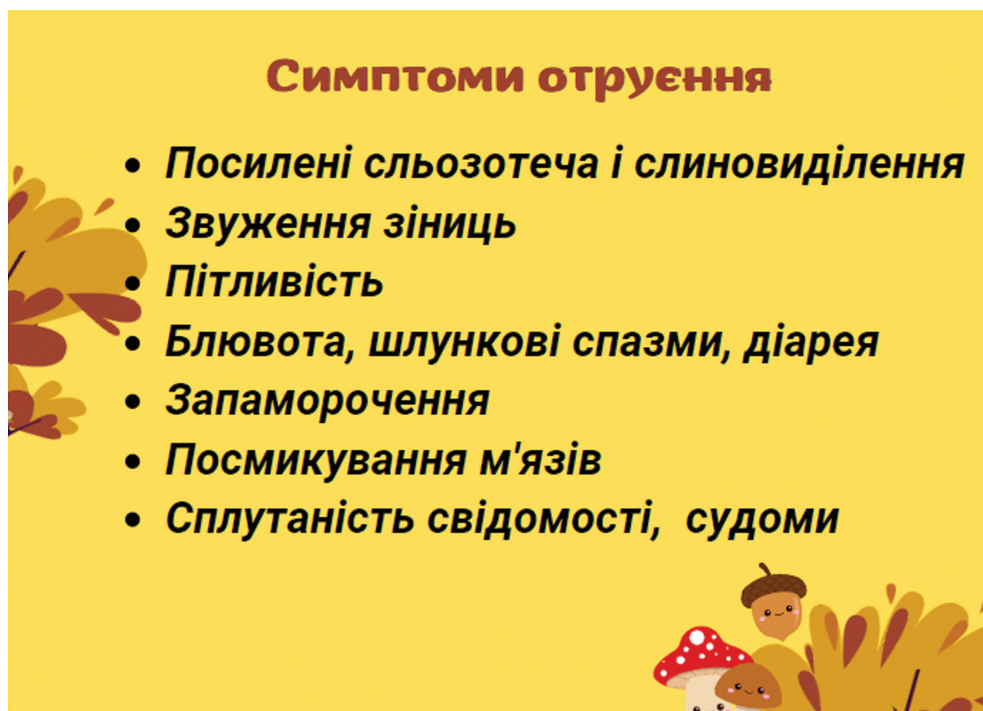 Симптоми отруєння
• Посилені сльозотеча і слиновиділення
• Звуження зіниць
• Пітливість
• Блювота, шлункові спазми, діарея
• Запаморочення
• Посмикування м'язів
• Сплутаність свідомості,  судоми